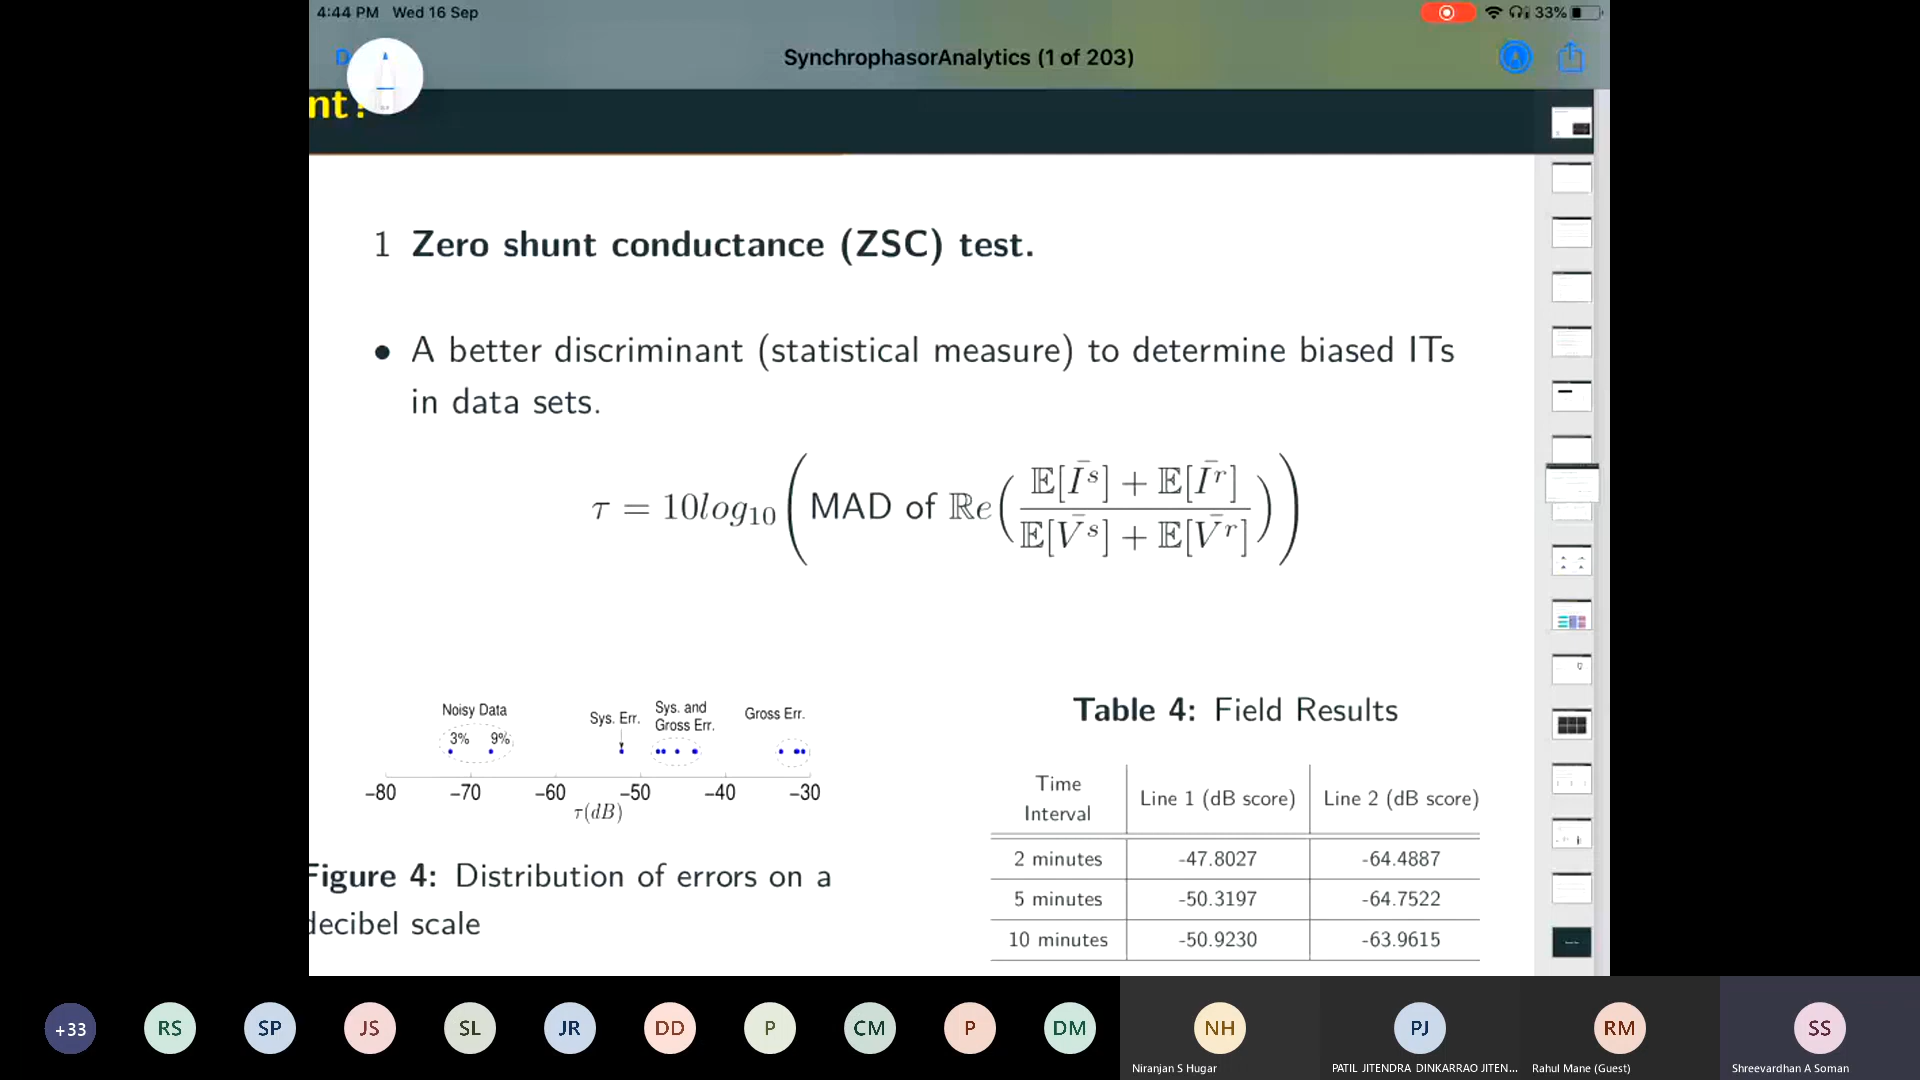 4:44 PM Wed 16 Sep
33%
SynchrophasorAnalytics (1 of 203)
nt?
1 Zero shunt conductance (ZSC) test.
• A better discriminant (statistical measure) to determine biased ITs
in data sets.
τ = 10log₁₀(MAD of ℝe((𝔼[Īˢ] + 𝔼[Īʳ]) / (𝔼[V̄ˢ] + 𝔼[V̄ʳ])))
Noisy Data
3% 9%
Sys. Err.
Sys. and
Gross Err.
Gross Err.
−80 −70 −60 −50 −40 −30
τ(dB)
Figure 4: Distribution of errors on a
decibel scale
Table 4: Field Results
Time Interval Line 1 (dB score) Line 2 (dB score)
2 minutes -47.8027 -64.4887
5 minutes -50.3197 -64.7522
10 minutes -50.9230 -63.9615
+33 RS SP JS SL JR DD P CM P DM NH PJ RM SS
Niranjan S Hugar PATIL JITENDRA DINKARRAO JITEN... Rahul Mane (Guest) Shreevardhan A Soman